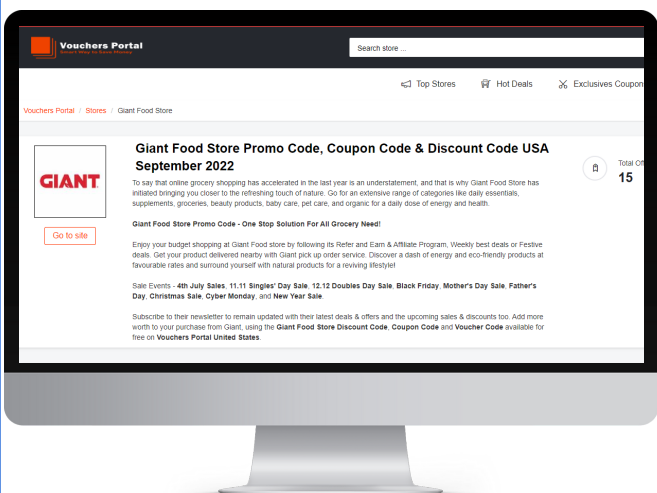 Vouchers Portal
Smart Way to Save Money
Search store ...
Top Stores
Hot Deals
Exclusives Coupon
Vouchers Portal / Stores / Giant Food Store
GIANT
Go to site
Giant Food Store Promo Code, Coupon Code & Discount Code USA
September 2022
Total Off
15
To say that online grocery shopping has accelerated in the last year is an understatement, and that is why Giant Food Store has
initiated bringing you closer to the refreshing touch of nature. Go for an extensive range of categories like daily essentials,
supplements, groceries, beauty products, baby care, pet care, and organic for a daily dose of energy and health.
Giant Food Store Promo Code - One Stop Solution For All Grocery Need!
Enjoy your budget shopping at Giant Food store by following its Refer and Earn & Affiliate Program, Weekly best deals or Festive
deals. Get your product delivered nearby with Giant pick up order service. Discover a dash of energy and eco-friendly products at
favourable rates and surround yourself with natural products for a reviving lifestyle!
Sale Events - 4th July Sales, 11.11 Singles' Day Sale, 12.12 Doubles Day Sale, Black Friday, Mother's Day Sale, Father's
Day, Christmas Sale, Cyber Monday, and New Year Sale.
Subscribe to their newsletter to remain updated with their latest deals & offers and the upcoming sales & discounts too. Add more
worth to your purchase from Giant, using the Giant Food Store Discount Code, Coupon Code and Voucher Code available for
free on Vouchers Portal United States.